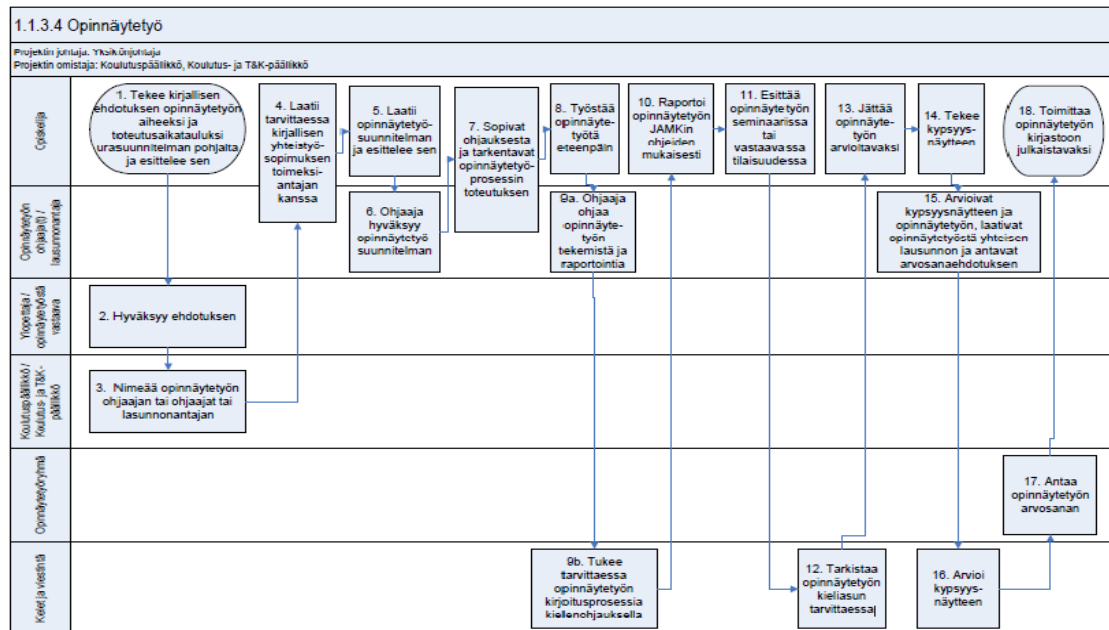 1.1.3.4 Opinnäytetyö
Projektin johtaja: Yksikönjohtaja
Projektin omistaja: Koulutuspäällikkö, Koulutus- ja T&K-päällikkö
Opiskelija
1. Tekee kirjallisen
ehdotuksen opinnäytetyön
aiheeksi ja
toteutusaikatauluksi
urasuunnitelman pohjalta
ja esittelee sen
4. Laatii
tarvittaessa
kirjallisen
yhteistyö-
sopimuksen
toimeksi-
antajan
kanssa
5. Laatii
opinnäytetyö-
suunnitelman
ja esittelee sen
7. Sopivat
ohjauksesta
ja tarkentavat
opinnäytetyö-
prosessin
toteutuksen
8. Työstää
opinnäyte-
työtä
eteenpäin
10. Raportoi
opinnäytetyön
JAMKin
ohjeiden
mukaisesti
11. Esittää
opinnäytetyön
seminaarissa
tai
vastaavassa
tilaisuudessa
13. Jättää
opinnäyte-
työn
arvioitavaksi
14. Tekee
kypsyys-
näytteen
18. Toimittaa
opinnäytetyön
kirjastoon
julkaistavaksi
Opinnäytetyön
ohjaaja(t) /
lausunnonantaja
6. Ohjaaja
hyväksyy
opinnäytetyö
suunnitelman
9a. Ohjaaja
ohjaa
opinnäyte-
työn
tekemistä ja
raportointia
15. Arvioivat
kypsyysnäytteen ja
opinnäytetyön, laativat
opinnäytetyöstä yhteisen
lausunnon ja antavat
arvosanaehdotuksen
Yliopettaja /
opinnäytetyöstä
vastaava
2. Hyväksyy ehdotuksen
Koulutuspäällikkö /
Koulutus- ja T&K-
päällikkö
3. Nimeää opinnäytetyön
ohjaajan tai ohjaajat tai
lasunnonantajan
Opinnäytetyöryhmä
17. Antaa
opinnäytetyön
arvosanan
Kielet ja viestintä
9b. Tukee
tarvittaessa
opinnäytetyön
kirjoitusprosessia
kielenohjauksella
12. Tarkistaa
opinnäytetyön
kieliasun
tarvittaessa
16. Arvioi
kypsyys-
näytteen